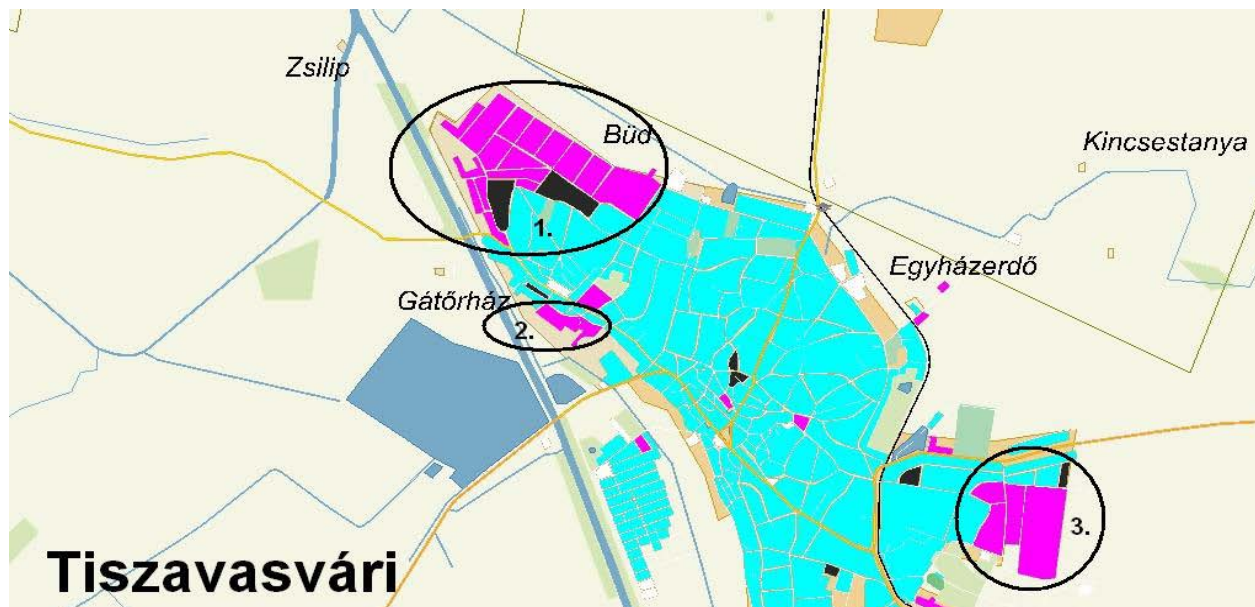 Zsilip
Büd
Kincsestanya
1.
Egyházerdő
Gátőrház
2.
3.
Tiszavasvári